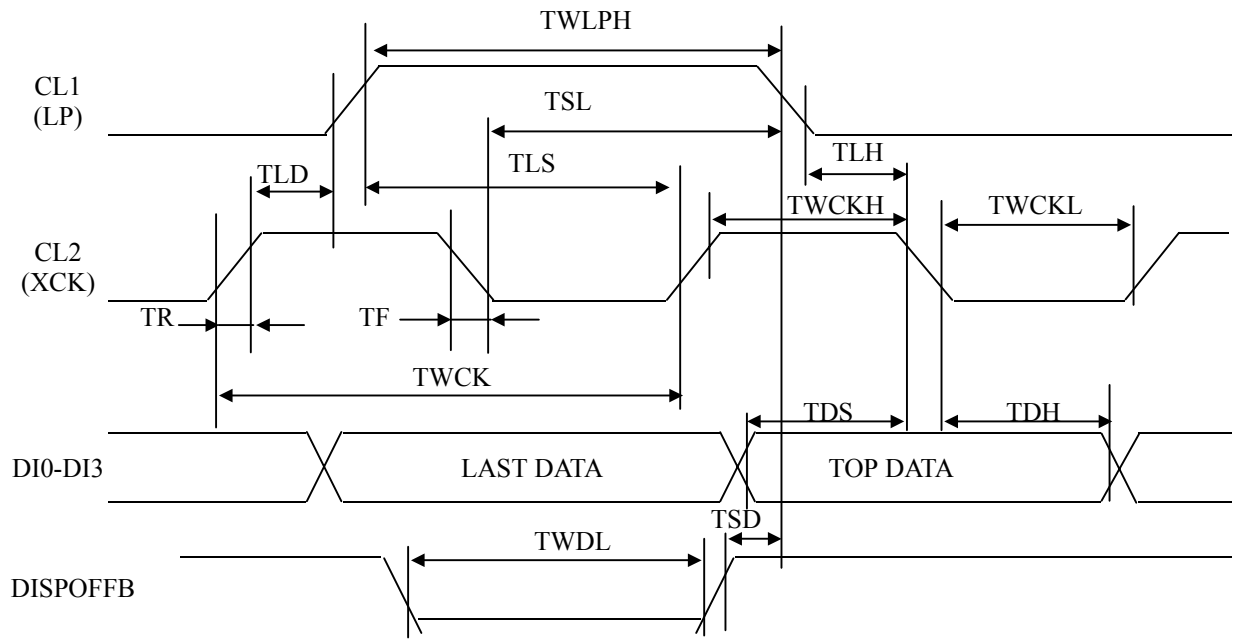 TWLPH
CL1
(LP)
TSL
TLH
TLS
TLD
TWCKH
TWCKL
CL2
(XCK)
TR
TF
TWCK
TDS
TDH
DI0-DI3
LAST DATA
TOP DATA
TSD
TWDL
DISPOFFB